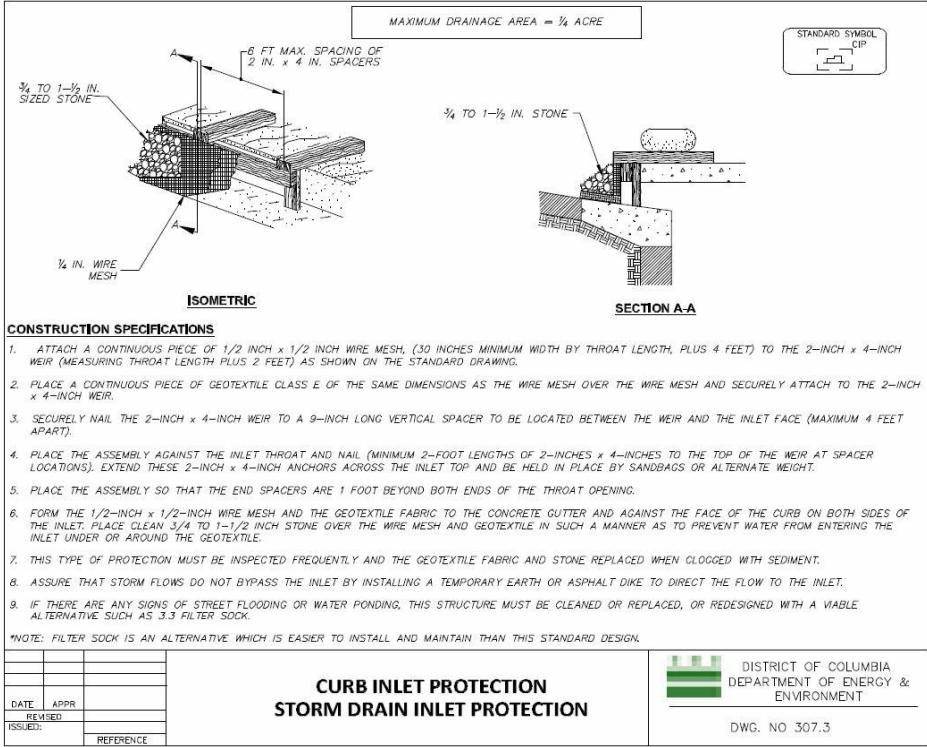 MAXIMUM DRAINAGE AREA = ¼ ACRE
STANDARD SYMBOL
CIP
A
6 FT MAX. SPACING OF
2 IN. x 4 IN. SPACERS
¾ TO 1-½ IN.
SIZED STONE
¾ TO 1-½ IN. STONE
A
¼ IN. WIRE
MESH
ISOMETRIC
SECTION A-A
CONSTRUCTION SPECIFICATIONS
1. ATTACH A CONTINUOUS PIECE OF 1/2 INCH x 1/2 INCH WIRE MESH, (30 INCHES MINIMUM WIDTH BY THROAT LENGTH, PLUS 4 FEET) TO THE 2-INCH x 4-INCH
WEIR (MEASURING THROAT LENGTH PLUS 2 FEET) AS SHOWN ON THE STANDARD DRAWING.
2. PLACE A CONTINUOUS PIECE OF GEOTEXTILE CLASS E OF THE SAME DIMENSIONS AS THE WIRE MESH OVER THE WIRE MESH AND SECURELY ATTACH TO THE 2-INCH
x 4-INCH WEIR.
3. SECURELY NAIL THE 2-INCH x 4-INCH WEIR TO A 9-INCH LONG VERTICAL SPACER TO BE LOCATED BETWEEN THE WEIR AND THE INLET FACE (MAXIMUM 4 FEET
APART).
4. PLACE THE ASSEMBLY AGAINST THE INLET THROAT AND NAIL (MINIMUM 2-FOOT LENGTHS OF 2-INCHES x 4-INCHES TO THE TOP OF THE WEIR AT SPACER
LOCATIONS). EXTEND THESE 2-INCH x 4-INCH ANCHORS ACROSS THE INLET TOP AND BE HELD IN PLACE BY SANDBAGS OR ALTERNATE WEIGHT.
5. PLACE THE ASSEMBLY SO THAT THE END SPACERS ARE 1 FOOT BEYOND BOTH ENDS OF THE THROAT OPENING.
6. FORM THE 1/2-INCH x 1/2-INCH WIRE MESH AND THE GEOTEXTILE FABRIC TO THE CONCRETE GUTTER AND AGAINST THE FACE OF THE CURB ON BOTH SIDES OF
THE INLET. PLACE CLEAN 3/4 TO 1-1/2 INCH STONE OVER THE WIRE MESH AND GEOTEXTILE IN SUCH A MANNER AS TO PREVENT WATER FROM ENTERING THE
INLET UNDER OR AROUND THE GEOTEXTILE.
7. THIS TYPE OF PROTECTION MUST BE INSPECTED FREQUENTLY AND THE GEOTEXTILE FABRIC AND STONE REPLACED WHEN CLOGGED WITH SEDIMENT.
8. ASSURE THAT STORM FLOWS DO NOT BYPASS THE INLET BY INSTALLING A TEMPORARY EARTH OR ASPHALT DIKE TO DIRECT THE FLOW TO THE INLET.
9. IF THERE ARE ANY SIGNS OF STREET FLOODING OR WATER PONDING, THIS STRUCTURE MUST BE CLEANED OR REPLACED, OR REDESIGNED WITH A VIABLE
ALTERNATIVE SUCH AS 3.3 FILTER SOCK.
*NOTE: FILTER SOCK IS AN ALTERNATIVE WHICH IS EASIER TO INSTALL AND MAINTAIN THAN THIS STANDARD DESIGN.
DATE APPR
REVISED
ISSUED:
REFERENCE
CURB INLET PROTECTION
STORM DRAIN INLET PROTECTION
DISTRICT OF COLUMBIA
DEPARTMENT OF ENERGY &
ENVIRONMENT
DWG. NO 307.3